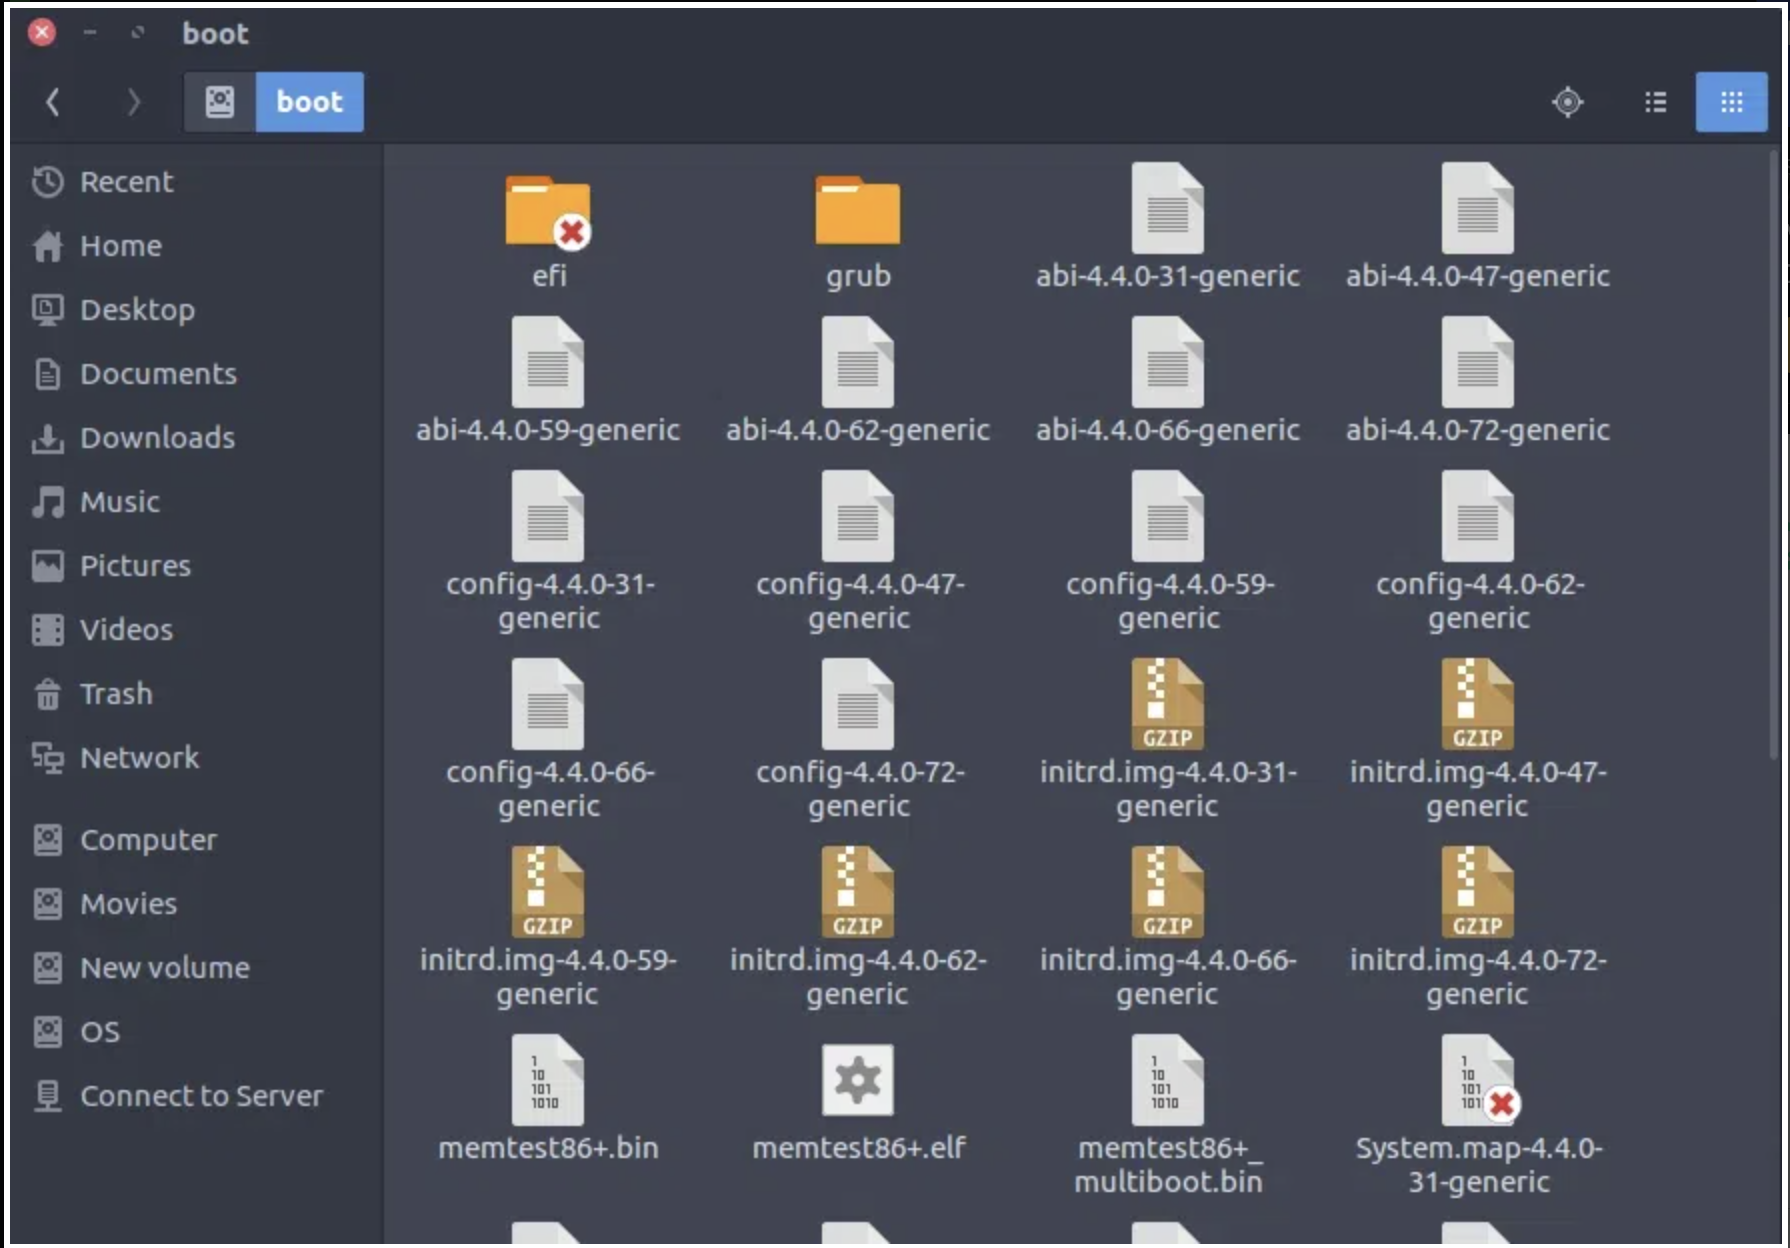 boot
boot
Recent
Home
Desktop
Documents
Downloads
Music
Pictures
Videos
Trash
Network
Computer
Movies
New volume
OS
Connect to Server
efi
grub
abi-4.4.0-31-generic
abi-4.4.0-47-generic
abi-4.4.0-59-generic
abi-4.4.0-62-generic
abi-4.4.0-66-generic
abi-4.4.0-72-generic
config-4.4.0-31-
generic
config-4.4.0-47-
generic
config-4.4.0-59-
generic
config-4.4.0-62-
generic
config-4.4.0-66-
generic
config-4.4.0-72-
generic
GZIP
initrd.img-4.4.0-31-
generic
GZIP
initrd.img-4.4.0-47-
generic
GZIP
initrd.img-4.4.0-59-
generic
GZIP
initrd.img-4.4.0-62-
generic
GZIP
initrd.img-4.4.0-66-
generic
GZIP
initrd.img-4.4.0-72-
generic
1
10
101
1010
memtest86+.bin
memtest86+.elf
1
10
101
1010
memtest86+_
multiboot.bin
1
10
101
101
System.map-4.4.0-
31-generic